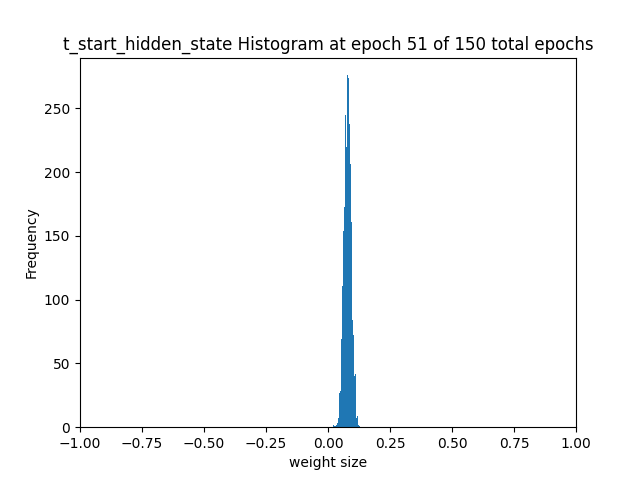 t_start_hidden_state Histogram at epoch 51 of 150 total epochs
Frequency
250
200
150
100
50
0
−1.00 −0.75 −0.50 −0.25 0.00 0.25 0.50 0.75 1.00
weight size